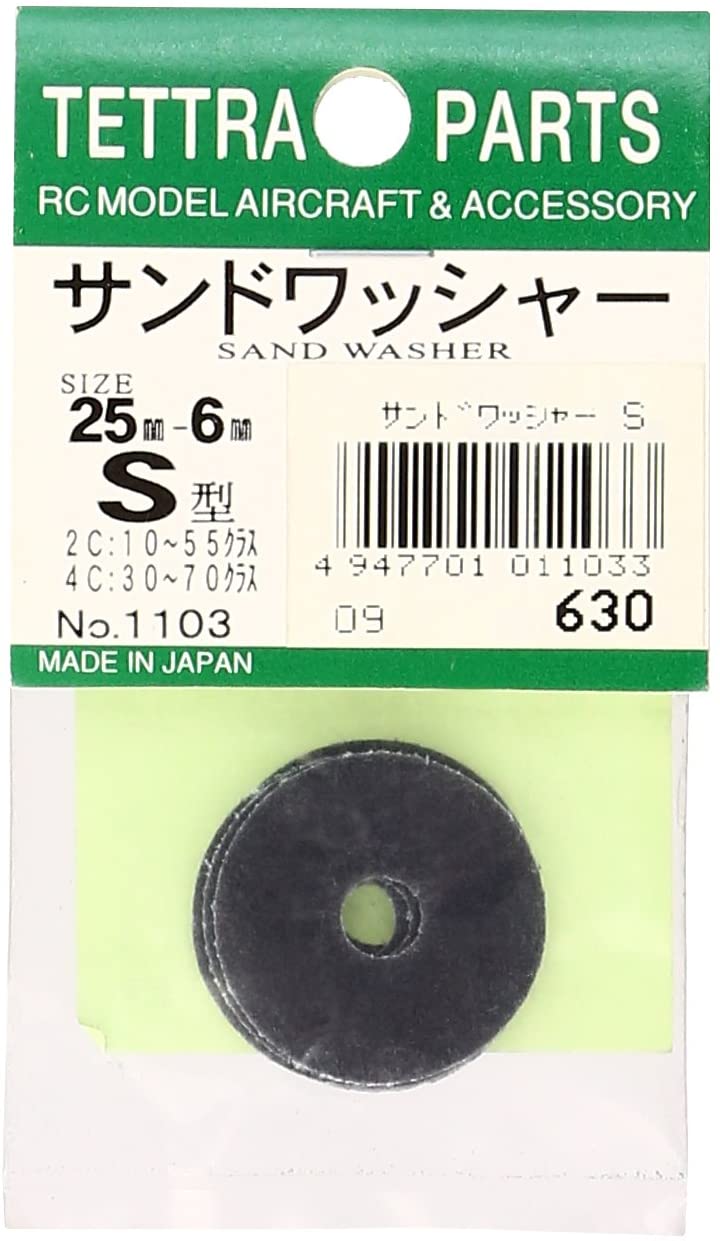 TETTRA PARTS
RC MODEL AIRCRAFT & ACCESSORY
サンドワッシャー
SAND WASHER
SIZE
25㎜-6㎜
S型
2C:10~55ｸﾗｽ
4C:30~70ｸﾗｽ
No.1103
サンドワッシャー S
4 947701 011033
09 630
MADE IN JAPAN